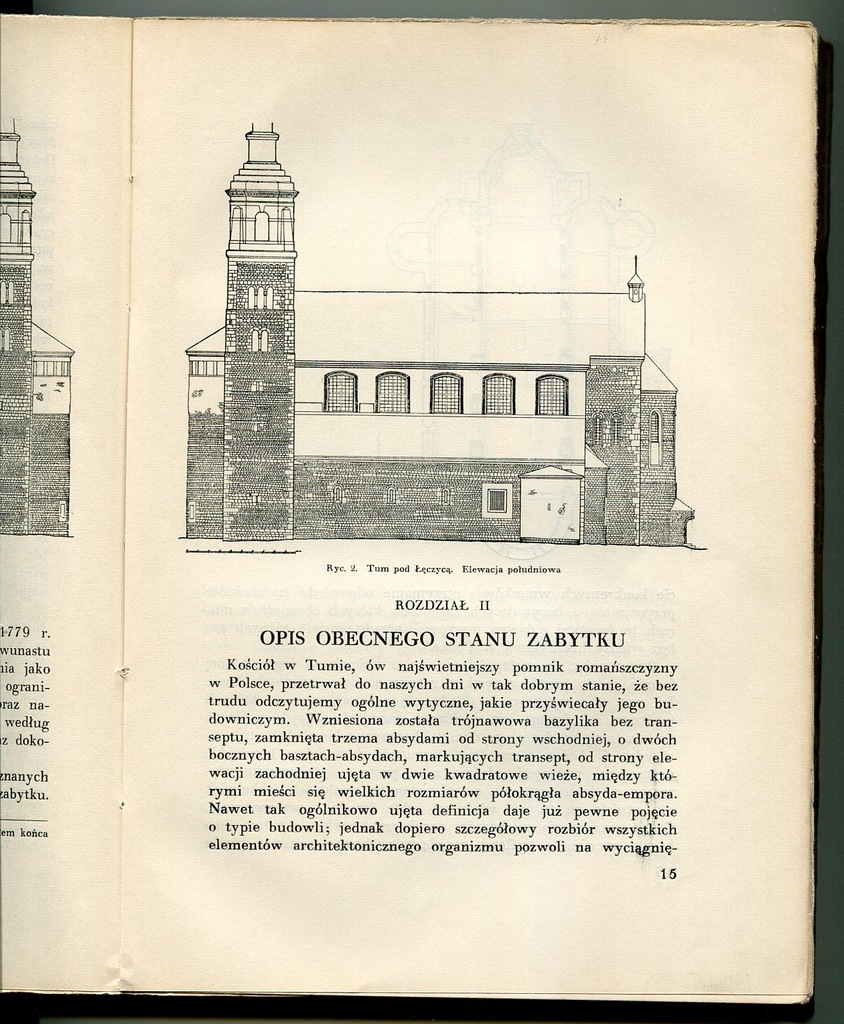 1779 r.
wunastu
nia jako
ograni-
oraz na-
według
z doko-
znanych
zabytku.
em końca
Ryc. 2. Tum pod Łęczycą. Elewacja południowa
ROZDZIAŁ II
OPIS OBECNEGO STANU ZABYTKU
Kościół w Tumie, ów najświetniejszy pomnik romańszczyzny
w Polsce, przetrwał do naszych dni w tak dobrym stanie, że bez
trudu odczytujemy ogólne wytyczne, jakie przyświecały jego bu-
downiczym. Wzniesiona została trójnawowa bazylika bez tran-
septu, zamknięta trzema absydami od strony wschodniej, o dwóch
bocznych basztach-absydach, markujących transept, od strony ele-
wacji zachodniej ujęta w dwie kwadratowe wieże, między któ-
rymi mieści się wielkich rozmiarów półokrągła absyda-empora.
Nawet tak ogólnikowo ujęta definicja daje już pewne pojęcie
o typie budowli; jednak dopiero szczegółowy rozbiór wszystkich
elementów architektonicznego organizmu pozwoli na wyciągnię-
15